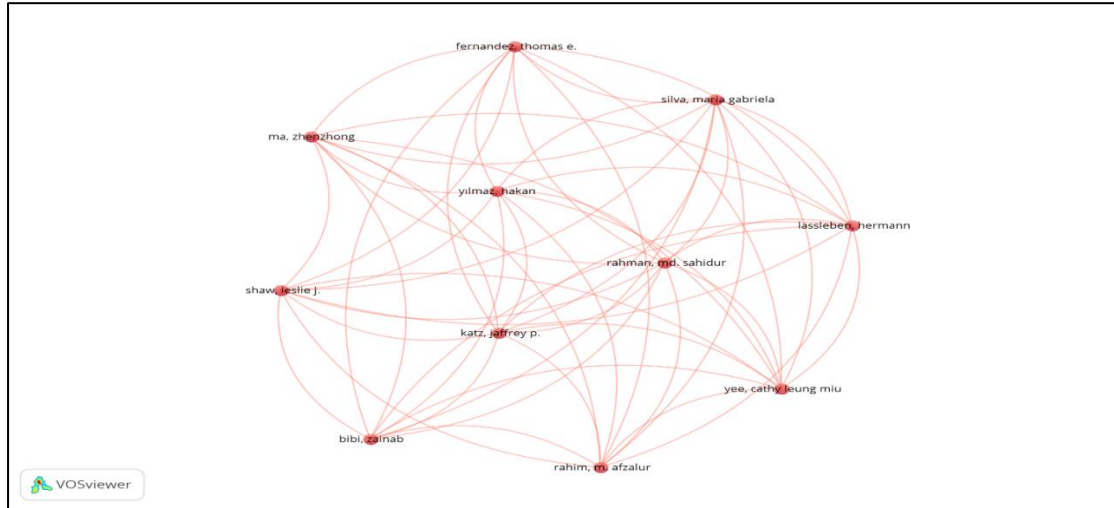 fernandez, thomas e.
silva, maria gabriela
ma, zhenzhong
yılmaz, hakan
lassleben, hermann
rahman, md. sahidur
shaw, leslie j.
katz, jaffrey p.
yee, cathy leung miu
bibi, zainab
rahim, m. afzalur
VOSviewer